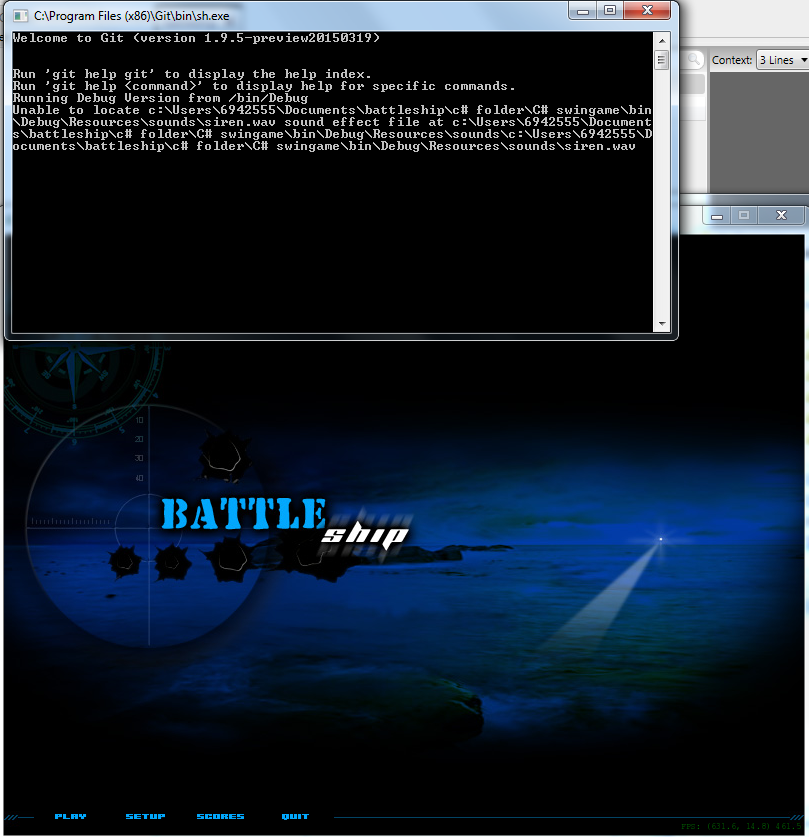 C:\Program Files (x86)\Git\bin\sh.exe
Welcome to Git (version 1.9.5-preview20150319)
Run 'git help git' to display the help index.
Run 'git help <command>' to display help for specific commands.
Running Debug Version from /bin/Debug
Unable to locate c:\Users\6942555\Documents\battleship\c# folder\C# swingame\bin
\Debug\Resources\sounds\siren.wav sound effect file at c:\Users\6942555\Document
s\battleship\c# folder\C# swingame\bin\Debug\Resources\sounds\c:\Users\6942555\D
ocuments\battleship\c# folder\C# swingame\bin\Debug\Resources\sounds\siren.wav
Context: 3 Lines
10
20
30
40
BATTLE
ship
PLAY SETUP SCORES QUIT
FPS: (631.6, 14.8) 461.5